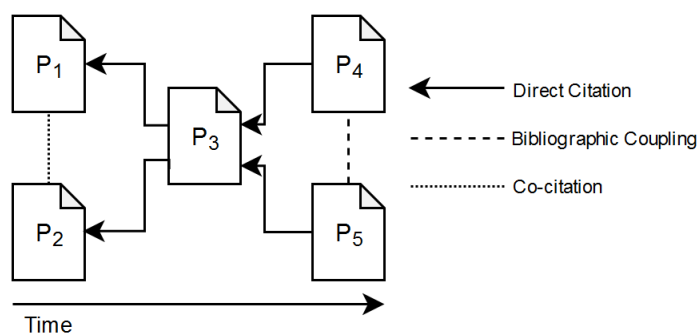 P1
P4
P3
P2
P5
Direct Citation
Bibliographic Coupling
Co-citation
Time